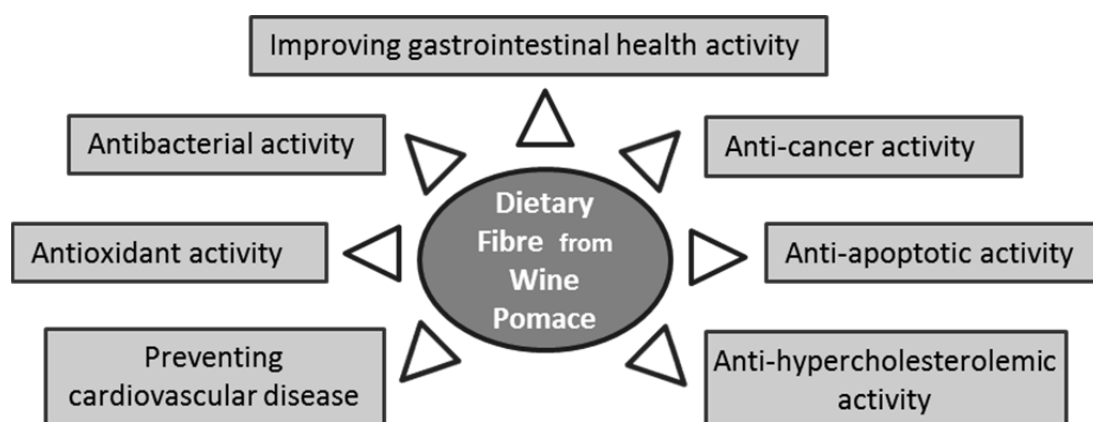 Improving gastrointestinal health activity
Antibacterial activity
Anti-cancer activity
Dietary
Fibre from
Wine
Pomace
Antioxidant activity
Anti-apoptotic activity
Preventing
cardiovascular disease
Anti-hypercholesterolemic
activity